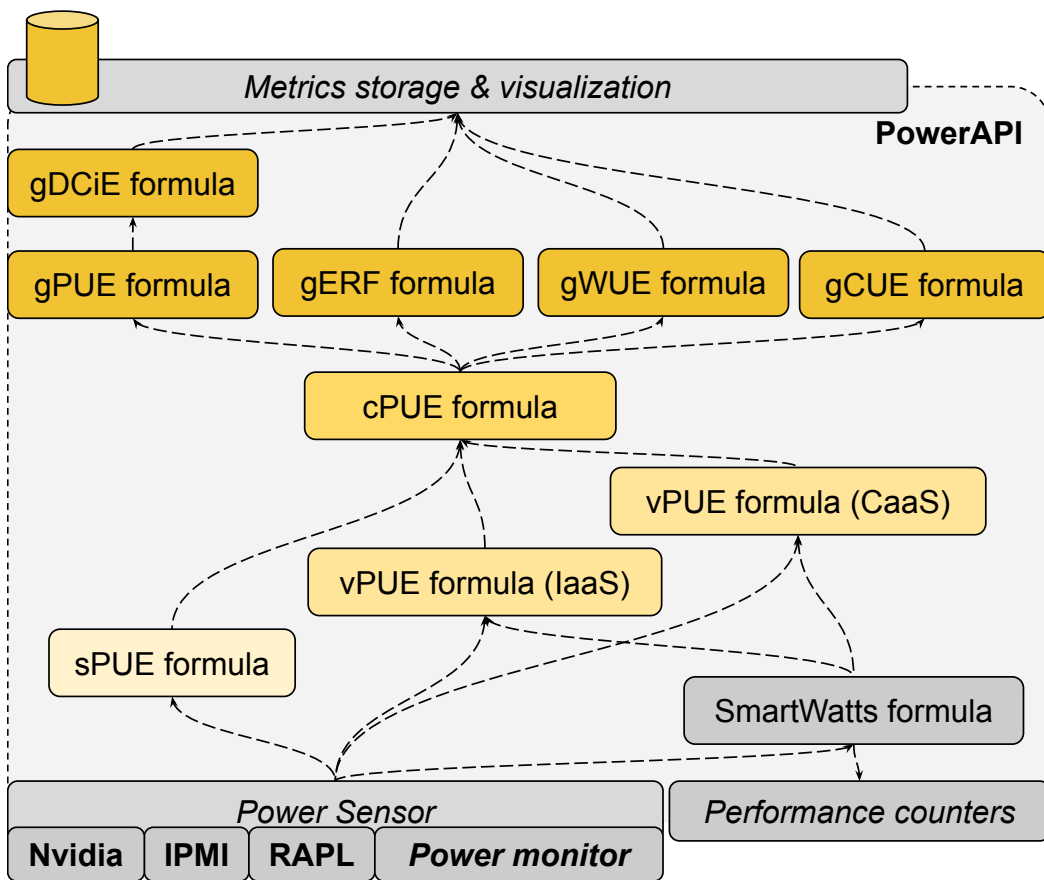 Metrics storage & visualization
PowerAPI
gDCiE formula
gPUE formula
gERF formula
gWUE formula
gCUE formula
cPUE formula
vPUE formula (CaaS)
vPUE formula (IaaS)
sPUE formula
SmartWatts formula
Power Sensor
Performance counters
Nvidia
IPMI
RAPL
Power monitor